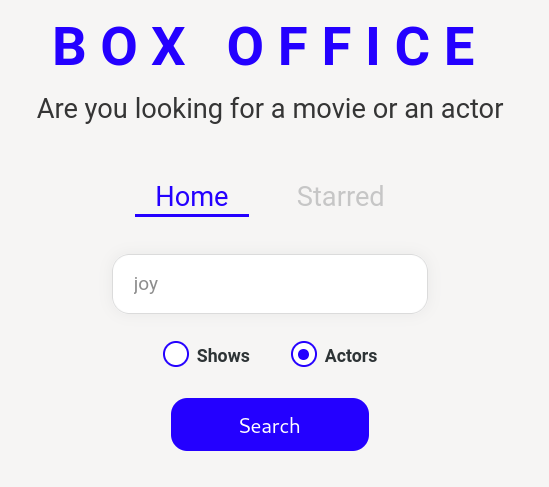 BOX OFFICE
Are you looking for a movie or an actor
Home Starred
joy
Shows Actors
Search